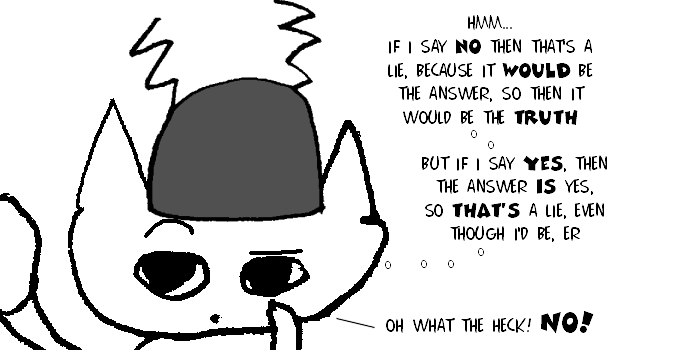 HMM...
IF I SAY NO THEN THAT'S A
LIE, BECAUSE IT WOULD BE
THE ANSWER, SO THEN IT
WOULD BE THE TRUTH
BUT IF I SAY YES, THEN
THE ANSWER IS YES,
SO THAT'S A LIE, EVEN
THOUGH I'D BE, ER
OH WHAT THE HECK! NO!